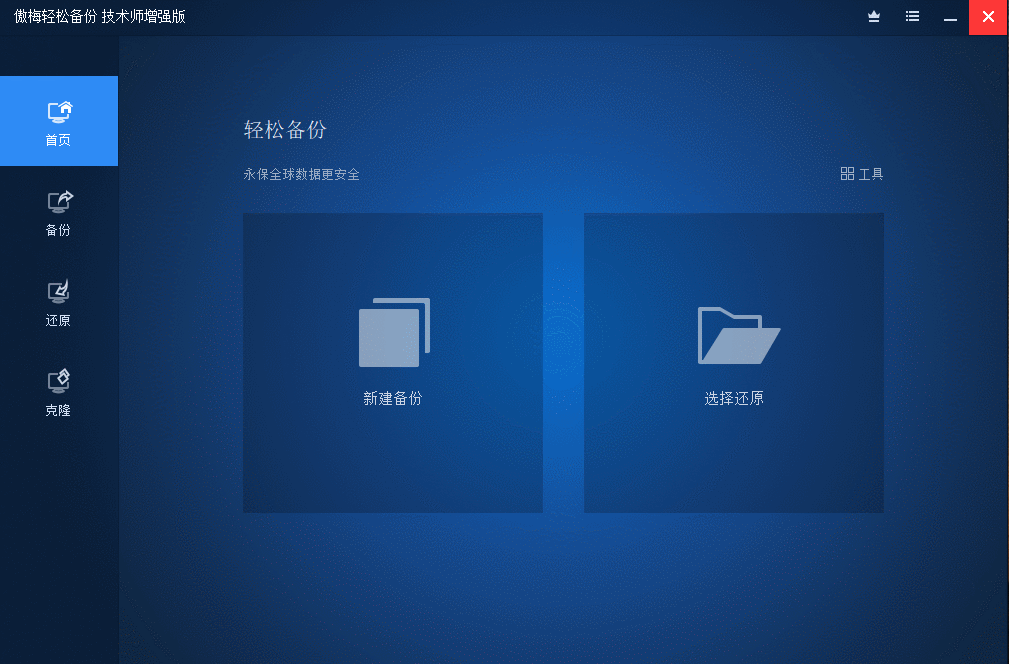 傲梅轻松备份 技术师增强版
首页
备份
还原
克隆
轻松备份
永保全球数据更安全
工具
新建备份
选择还原